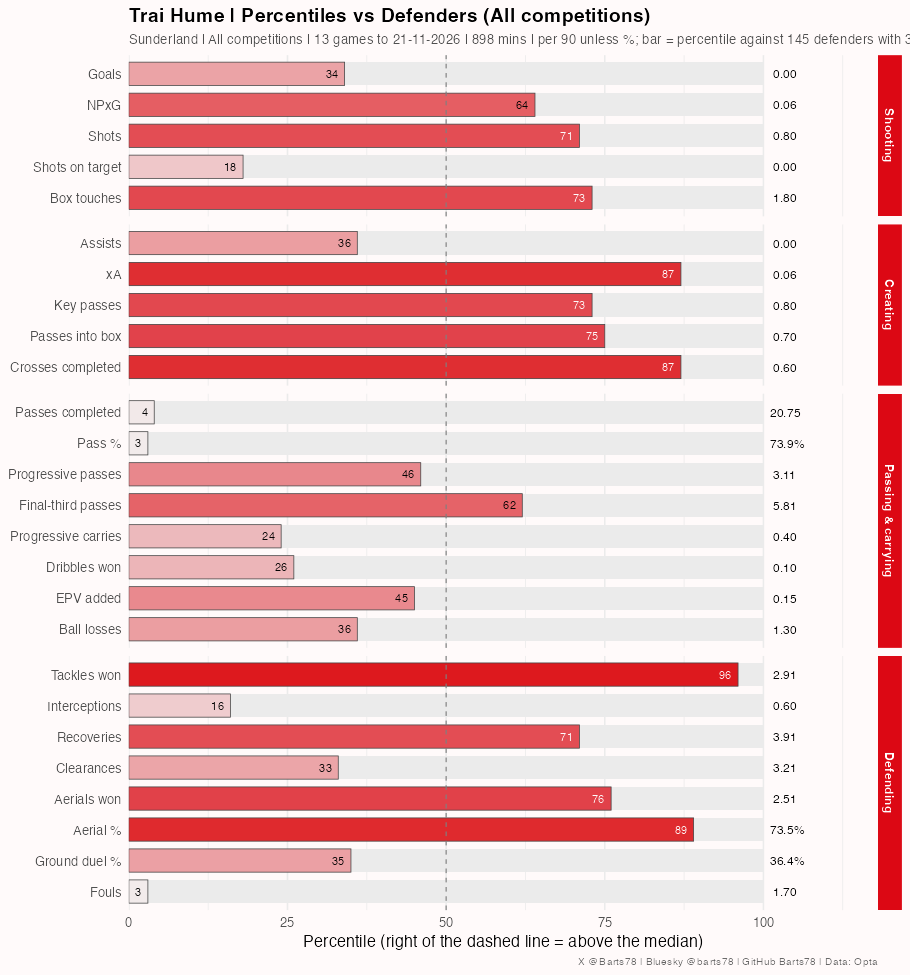 Trai Hume | Percentiles vs Defenders (All competitions)
Sunderland | All competitions | 13 games to 21-11-2026 | 898 mins | per 90 unless %; bar = percentile against 145 defenders with 3
Goals 34 0.00
NPxG 64 0.06
Shots 71 0.80
Shots on target 18 0.00
Box touches 73 1.80
Shooting
Assists 36 0.00
xA 87 0.06
Key passes 73 0.80
Passes into box 75 0.70
Crosses completed 87 0.60
Creating
Passes completed 4 20.75
Pass % 3 73.9%
Progressive passes 46 3.11
Final-third passes 62 5.81
Progressive carries 24 0.40
Dribbles won 26 0.10
EPV added 45 0.15
Ball losses 36 1.30
Passing & carrying
Tackles won 96 2.91
Interceptions 16 0.60
Recoveries 71 3.91
Clearances 33 3.21
Aerials won 76 2.51
Aerial % 89 73.5%
Ground duel % 35 36.4%
Fouls 3 1.70
Defending
0 25 50 75 100
Percentile (right of the dashed line = above the median)
X @Barts78 | Bluesky @barts78 | GitHub Barts78 | Data: Opta